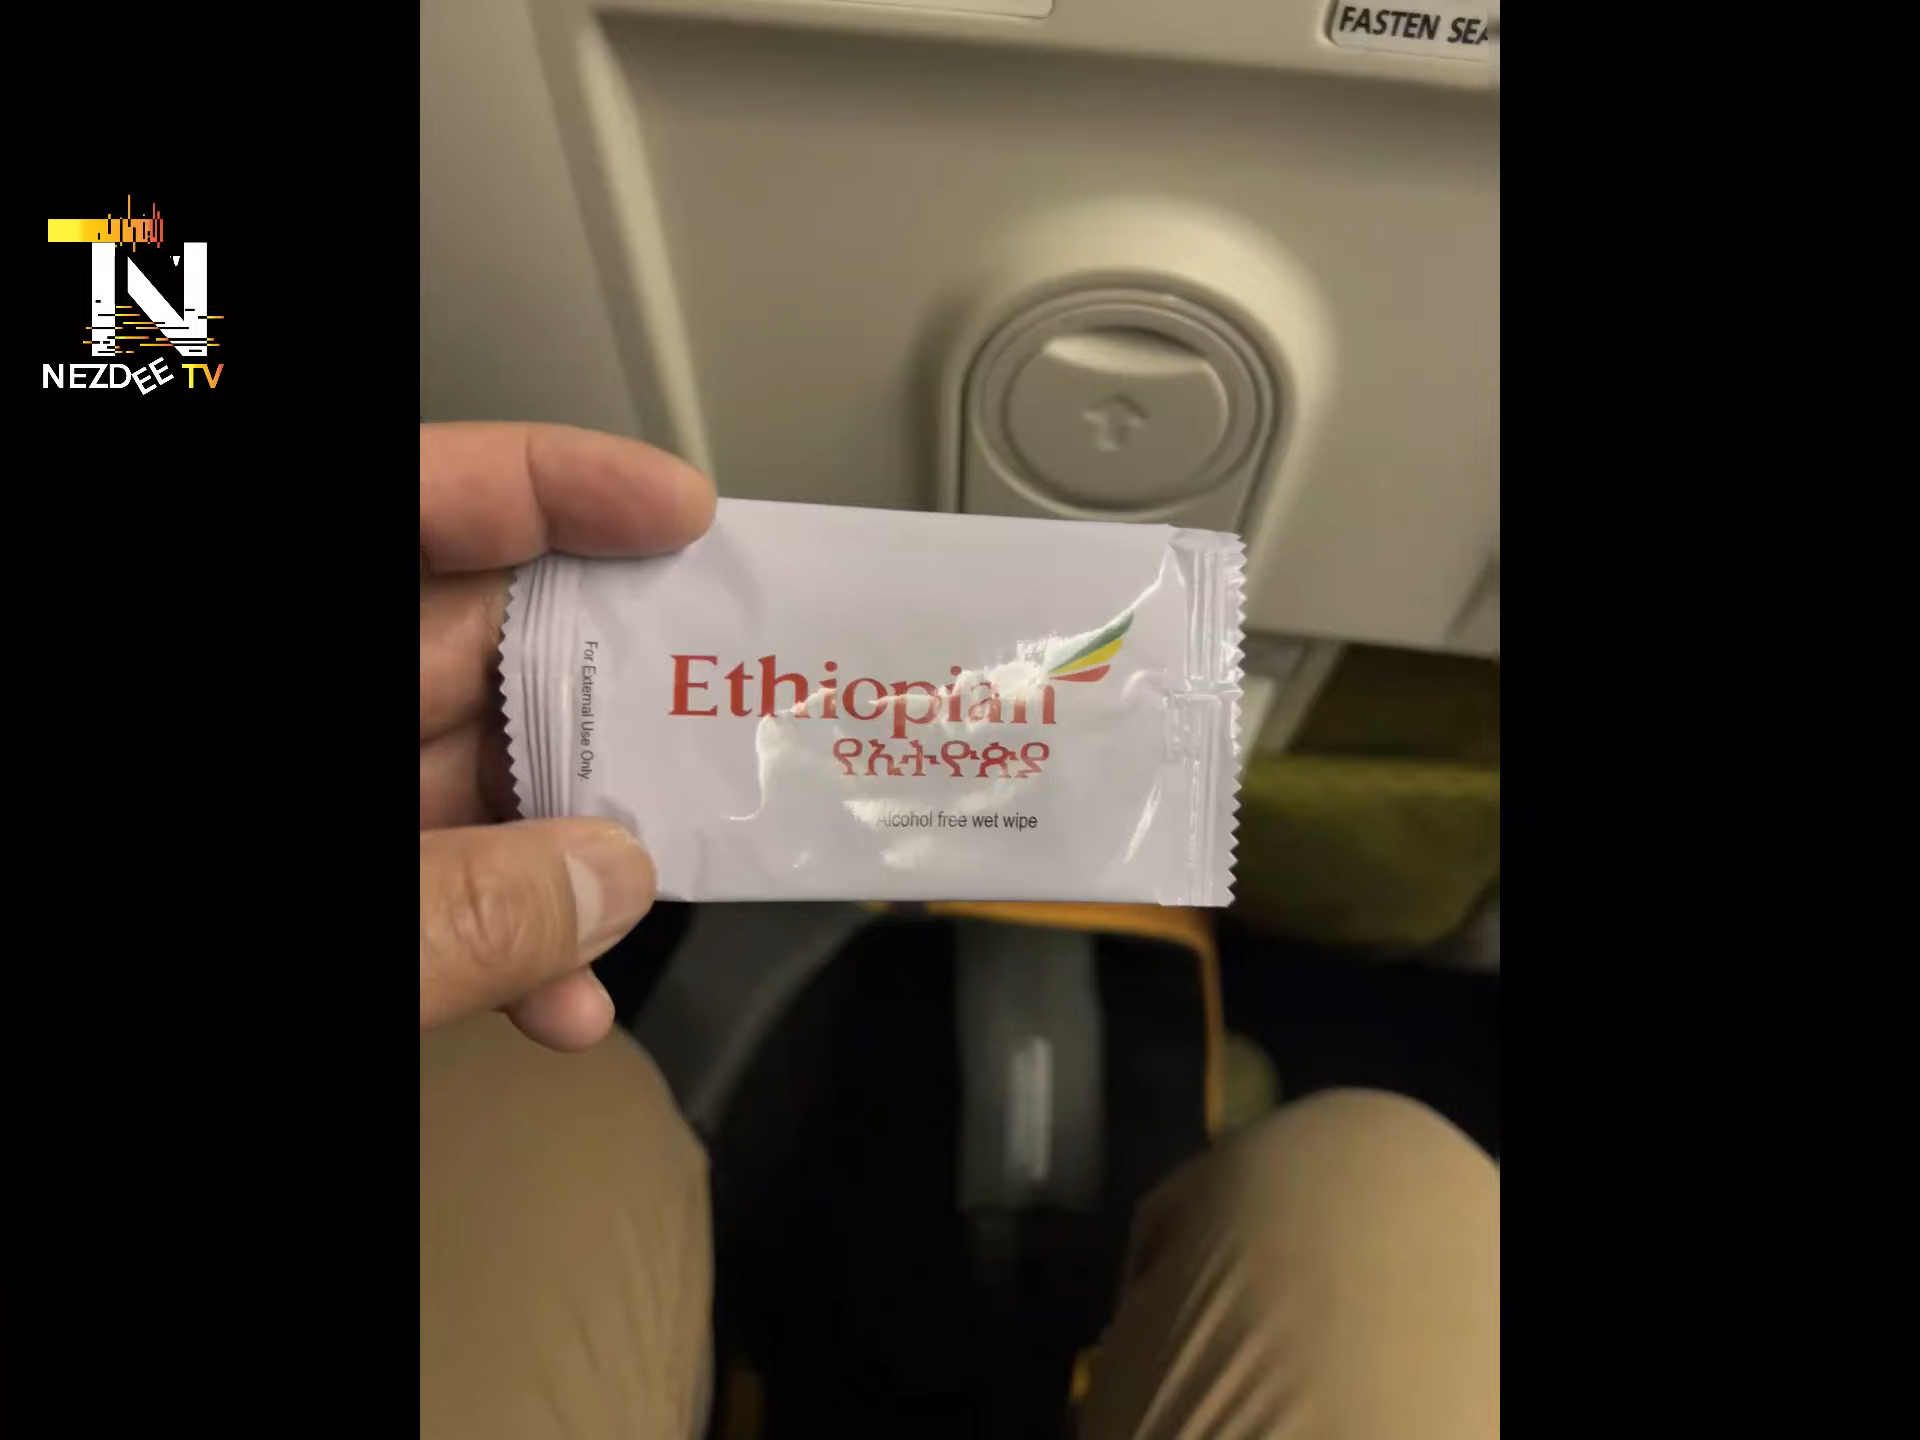 FASTEN SEA
NEZDEE TV
Ethiopian
የኢትዮጵያ
Alcohol free wet wipe
For External Use Only.